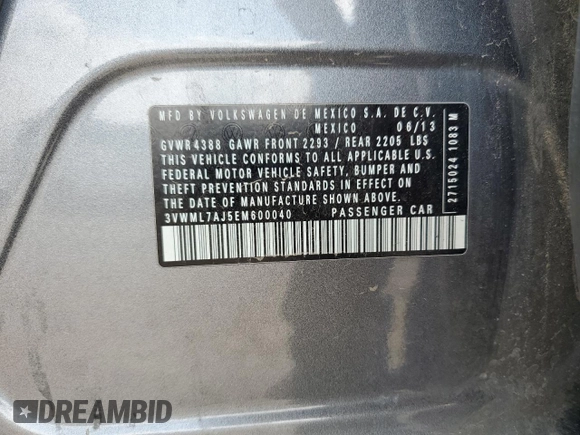 MFD BY VOLKSWAGEN DE MEXICO S.A. DE C.V.
MEXICO 06/13
GVWR4388 GAWR FRONT 2293 / REAR 2205 LBS
THIS VEHICLE CONFORMS TO ALL APPLICABLE U.S.
FEDERAL MOTOR VEHICLE SAFETY, BUMPER AND
THEFT PREVENTION STANDARDS IN EFFECT ON
THE DATE OF MANUFACTURE SHOWN ABOVE.
3VWML7AJ5EM600040 PASSENGER CAR
2715024 1083 M
DREAMBID